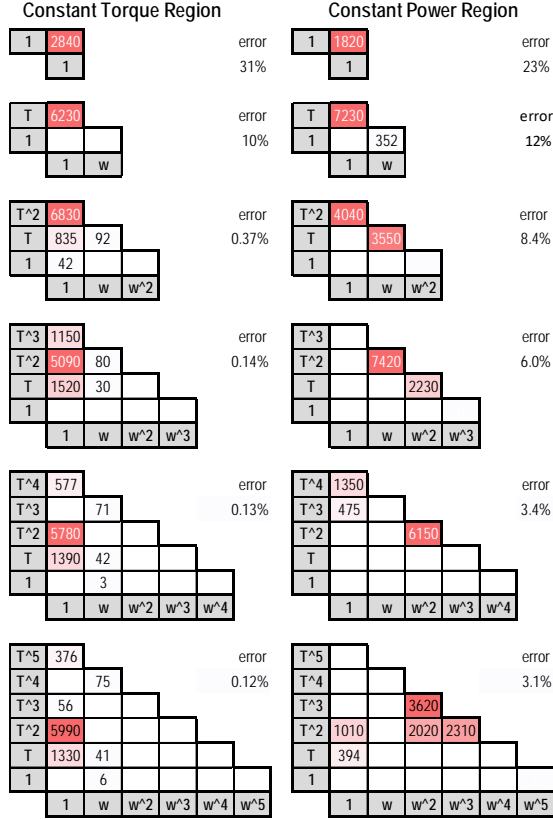 Constant Torque Region Constant Power Region
1 2840 error 1 1820 error
1 31% 1 23%
T 6230 error T 7230 error
1 10% 1 352 12%
1 w 1 w
T^2 6830 error T^2 4040 error
T 835 92 0.37% T 3550 8.4%
1 42 1
1 w w^2 1 w w^2
T^3 1150 error T^3 error
T^2 5090 80 0.14% T^2 7420 6.0%
T 1520 30 T 2230
1 1
1 w w^2 w^3 1 w w^2 w^3
T^4 577 error T^4 1350 error
T^3 71 0.13% T^3 475 3.4%
T^2 5780 T^2 6150
T 1390 42 T
1 3 1
1 w w^2 w^3 w^4 1 w w^2 w^3 w^4
T^5 376 error T^5 error
T^4 75 0.12% T^4 3.1%
T^3 56 T^3 3620
T^2 5990 T^2 1010 2020 2310
T 1330 41 T 394
1 6 1
1 w w^2 w^3 w^4 w^5 1 w w^2 w^3 w^4 w^5